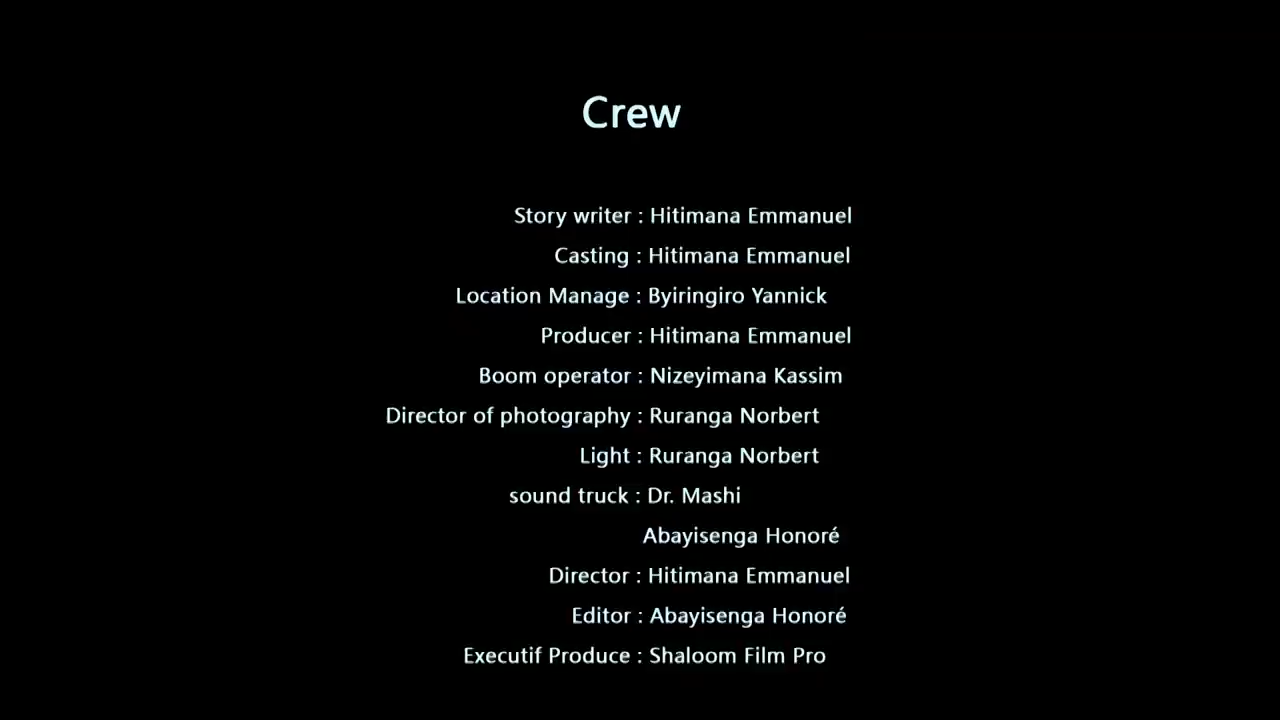 Crew
Story writer : Hitimana Emmanuel
Casting : Hitimana Emmanuel
Location Manage : Byiringiro Yannick
Producer : Hitimana Emmanuel
Boom operator : Nizeyimana Kassim
Director of photography : Ruranga Norbert
Light : Ruranga Norbert
sound truck : Dr. Mashi
Abayisenga Honoré
Director : Hitimana Emmanuel
Editor : Abayisenga Honoré
Executif Produce : Shaloom Film Pro